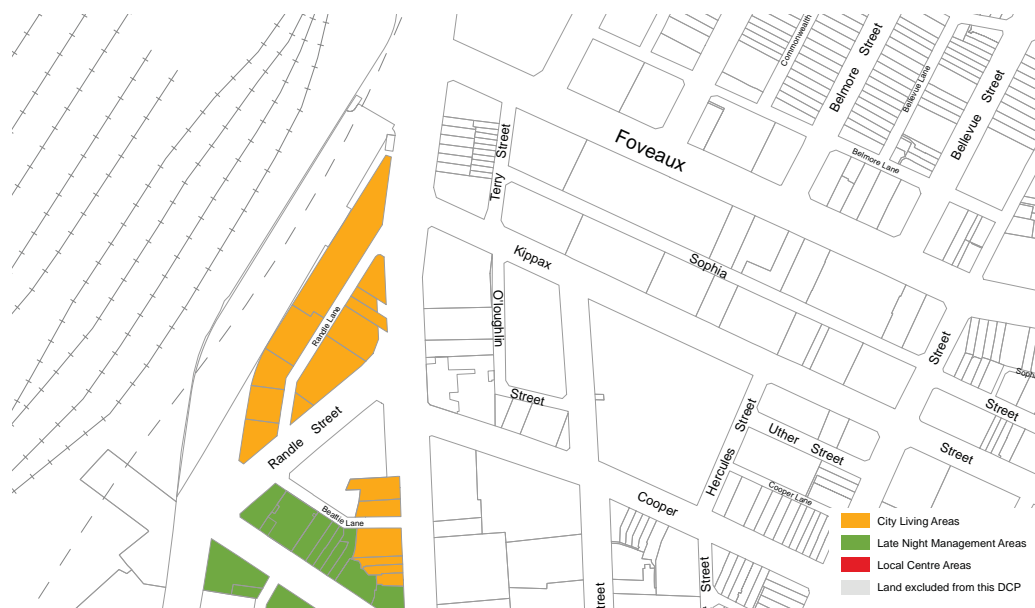 Commonwealth
Belmore Street
Bellevue Lane
Bellevue Street
Foveaux
Terry Street
Belmore Lane
Kippax
Sophia
O'loughlin
Randle Lane
Street
Street
Randle Street
Hercules Street
Uther Street
Street
Street
Beattie Lane
Cooper Lane
Cooper
Street
City Living Areas
Late Night Management Areas
Local Centre Areas
Land excluded from this DCP